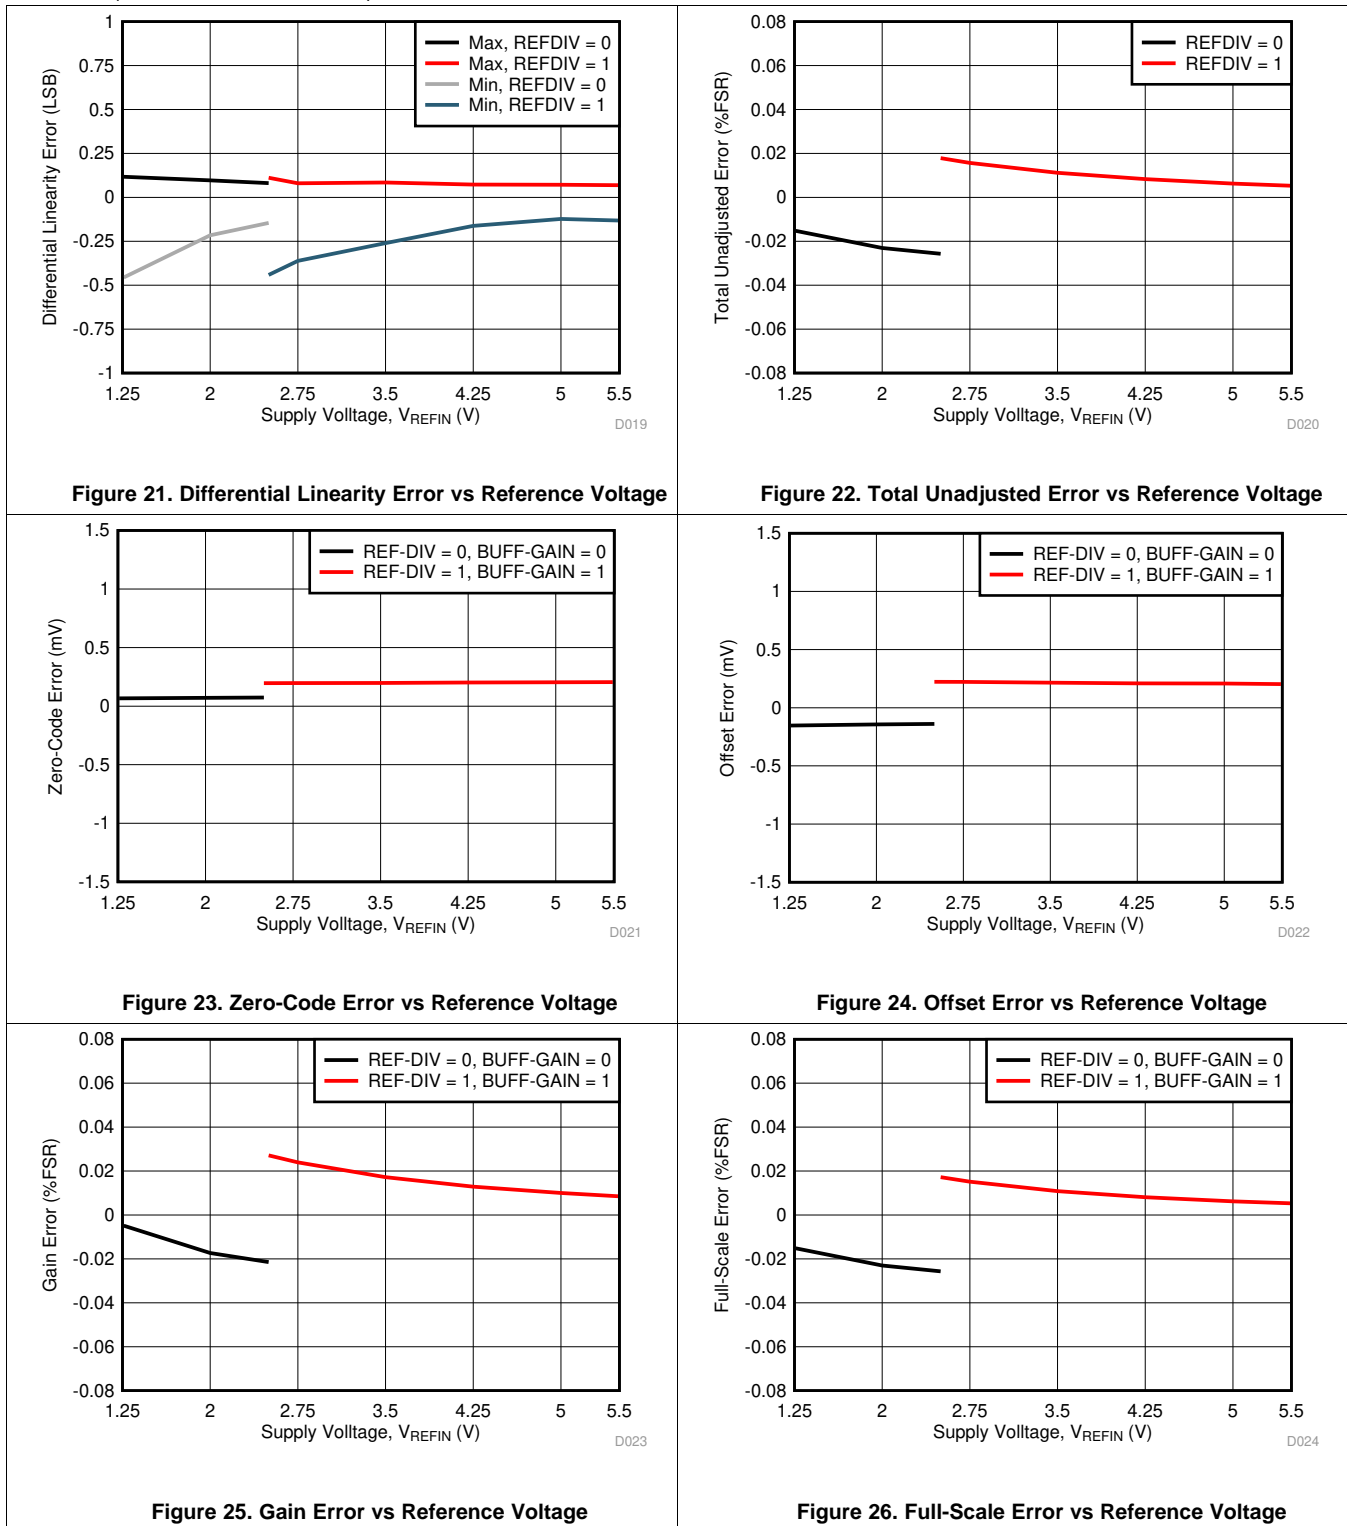 1
0.75
0.5
0.25
0
-0.25
-0.5
-0.75
-1
Differential Linearity Error (LSB)
Max, REFDIV = 0
Max, REFDIV = 1
Min, REFDIV = 0
Min, REFDIV = 1
1.25 2 2.75 3.5 4.25 5 5.5
Supply Volltage, VREFIN (V)
D019
Figure 21. Differential Linearity Error vs Reference Voltage
0.08
0.06
0.04
0.02
0
-0.02
-0.04
-0.06
-0.08
Total Unadjusted Error (%FSR)
REFDIV = 0
REFDIV = 1
1.25 2 2.75 3.5 4.25 5 5.5
Supply Volltage, VREFIN (V)
D020
Figure 22. Total Unadjusted Error vs Reference Voltage
1.5
1
0.5
0
-0.5
-1
-1.5
Zero-Code Error (mV)
REF-DIV = 0, BUFF-GAIN = 0
REF-DIV = 1, BUFF-GAIN = 1
1.25 2 2.75 3.5 4.25 5 5.5
Supply Volltage, VREFIN (V)
D021
Figure 23. Zero-Code Error vs Reference Voltage
1.5
1
0.5
0
-0.5
-1
-1.5
Offset Error (mV)
REF-DIV = 0, BUFF-GAIN = 0
REF-DIV = 1, BUFF-GAIN = 1
1.25 2 2.75 3.5 4.25 5 5.5
Supply Volltage, VREFIN (V)
D022
Figure 24. Offset Error vs Reference Voltage
0.08
0.06
0.04
0.02
0
-0.02
-0.04
-0.06
-0.08
Gain Error (%FSR)
REF-DIV = 0, BUFF-GAIN = 0
REF-DIV = 1, BUFF-GAIN = 1
1.25 2 2.75 3.5 4.25 5 5.5
Supply Volltage, VREFIN (V)
D023
Figure 25. Gain Error vs Reference Voltage
0.08
0.06
0.04
0.02
0
-0.02
-0.04
-0.06
-0.08
Full-Scale Error (%FSR)
REF-DIV = 0, BUFF-GAIN = 0
REF-DIV = 1, BUFF-GAIN = 1
1.25 2 2.75 3.5 4.25 5 5.5
Supply Volltage, VREFIN (V)
D024
Figure 26. Full-Scale Error vs Reference Voltage